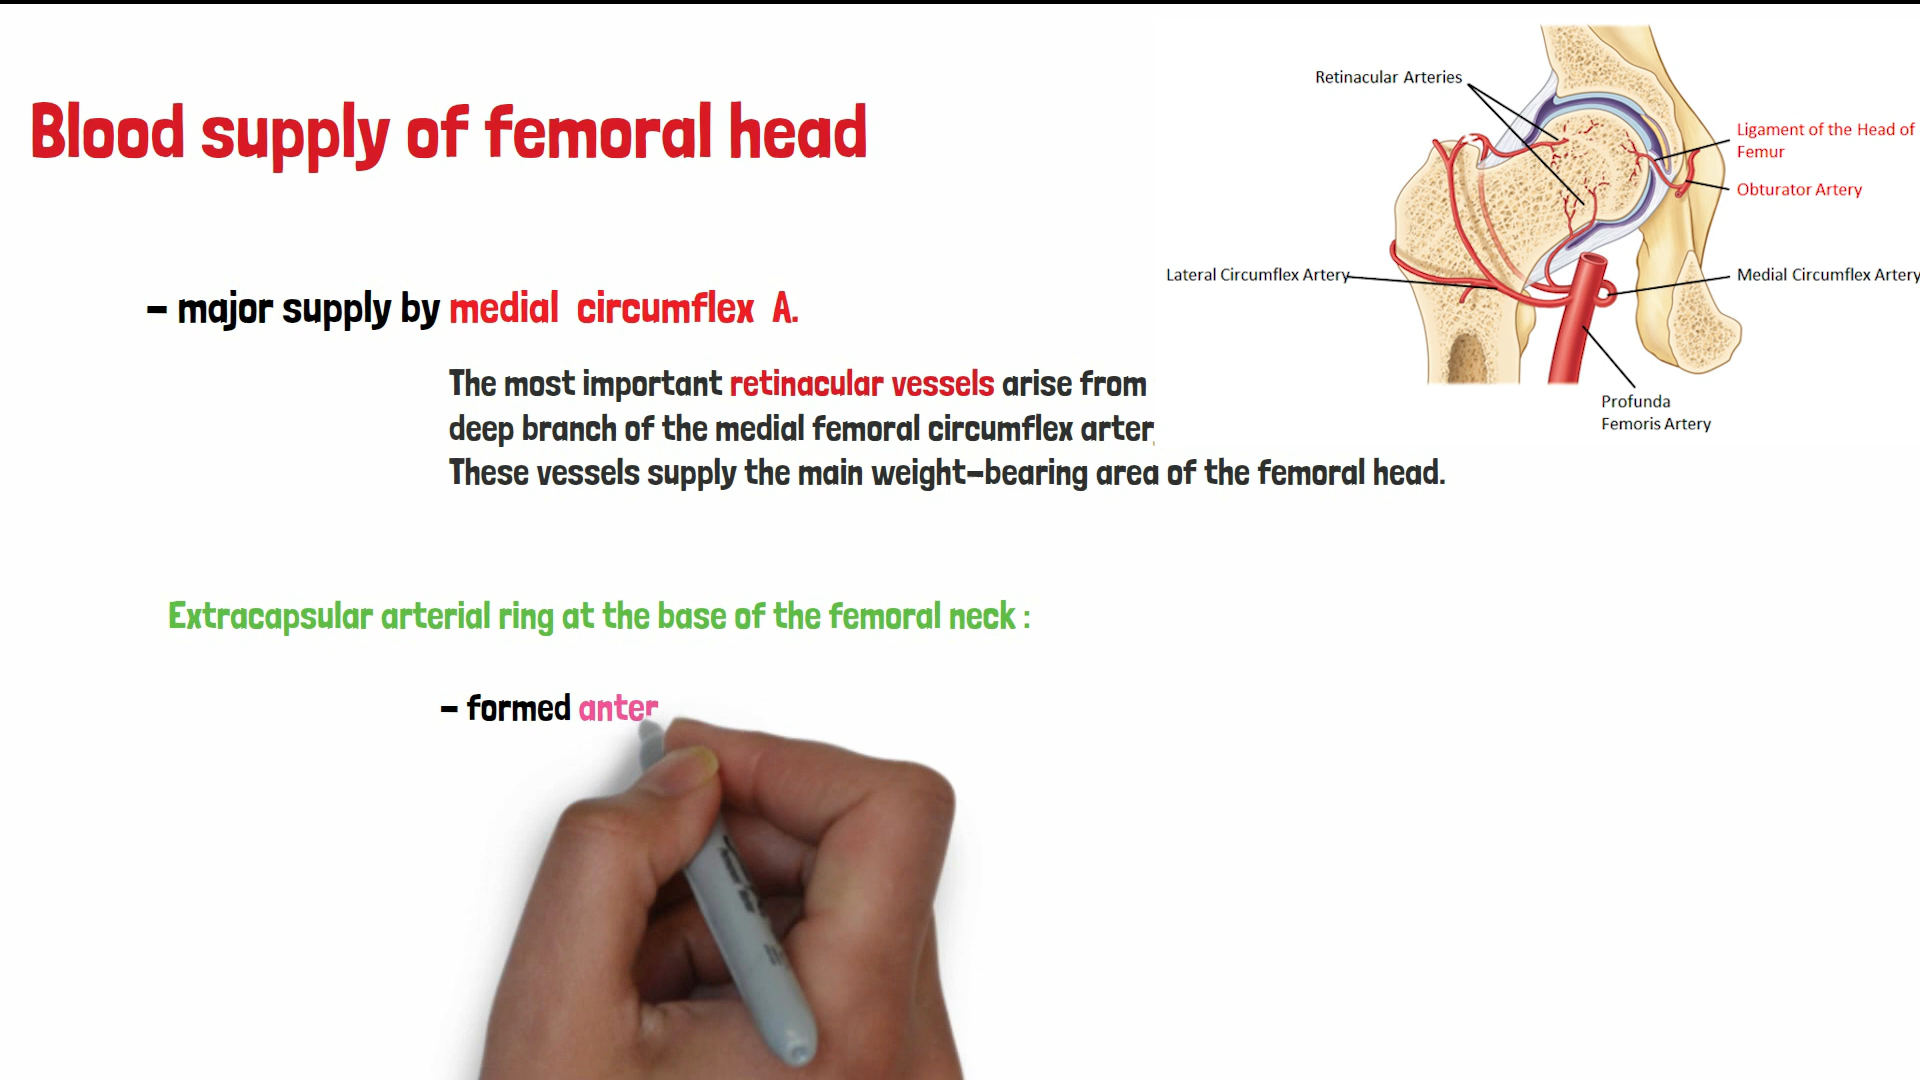 Blood supply of femoral head
– major supply by medial circumflex A.
The most important retinacular vessels arise from
deep branch of the medial femoral circumflex arter
These vessels supply the main weight-bearing area of the femoral head.
Extracapsular arterial ring at the base of the femoral neck :
– formed anter
Retinacular Arteries
Ligament of the Head of
Femur
Obturator Artery
Lateral Circumflex Artery
Medial Circumflex Artery
Profunda
Femoris Artery